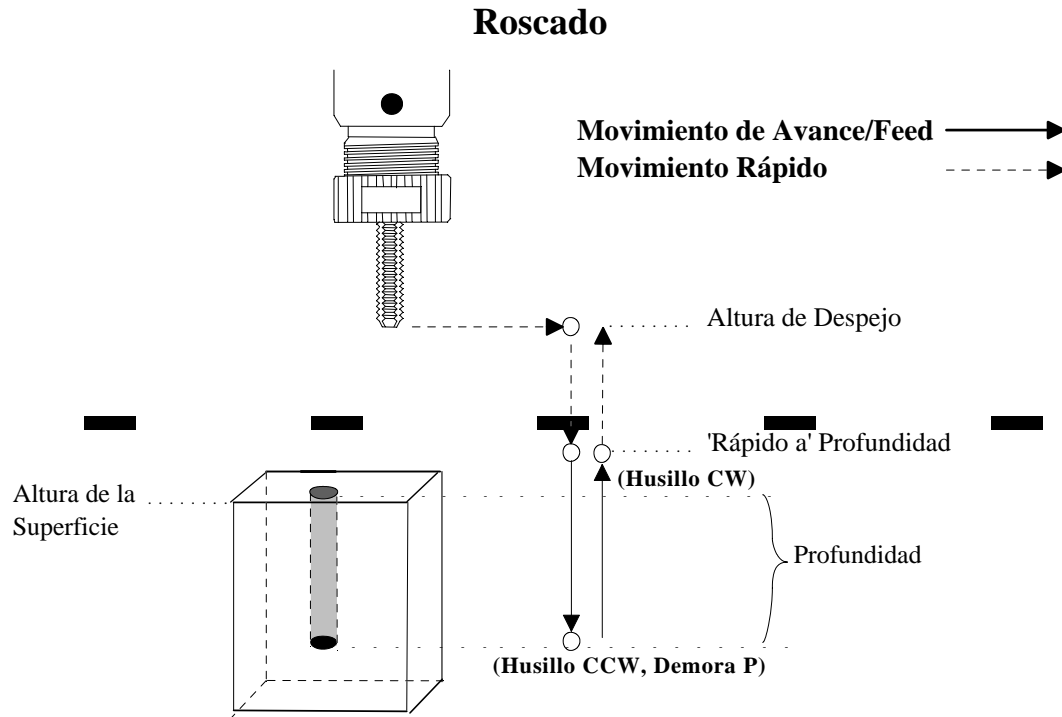 Roscado
Movimiento de Avance/Feed
Movimiento Rápido
Altura de Despejo
'Rápido a' Profundidad
(Husillo CW)
Altura de la
Superficie
Profundidad
(Husillo CCW, Demora P)